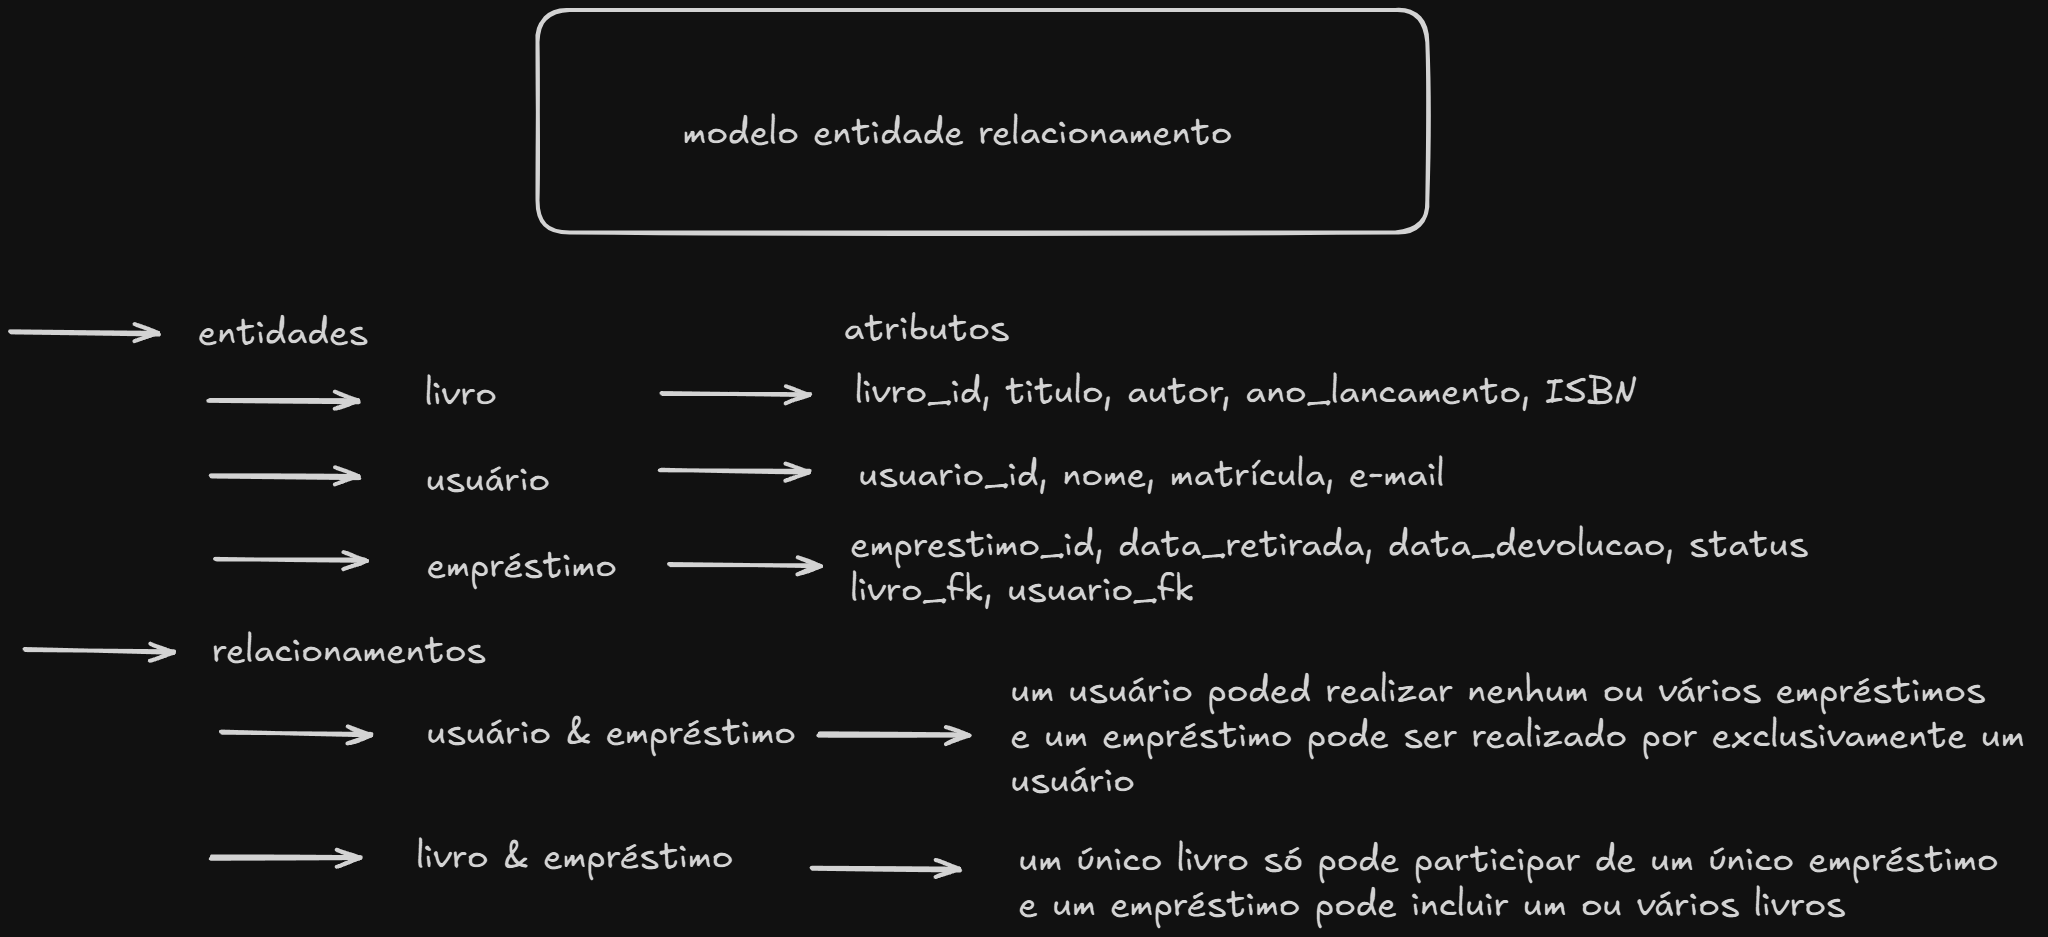 modelo entidade relacionamento
entidades
atributos
livro
livro_id, titulo, autor, ano_lancamento, ISBN
usuário
usuario_id, nome, matrícula, e-mail
empréstimo
emprestimo_id, data_retirada, data_devolucao, status
livro_fk, usuario_fk
relacionamentos
usuário & empréstimo
um usuário poded realizar nenhum ou vários empréstimos
e um empréstimo pode ser realizado por exclusivamente um
usuário
livro & empréstimo
um único livro só pode participar de um único empréstimo
e um empréstimo pode incluir um ou vários livros